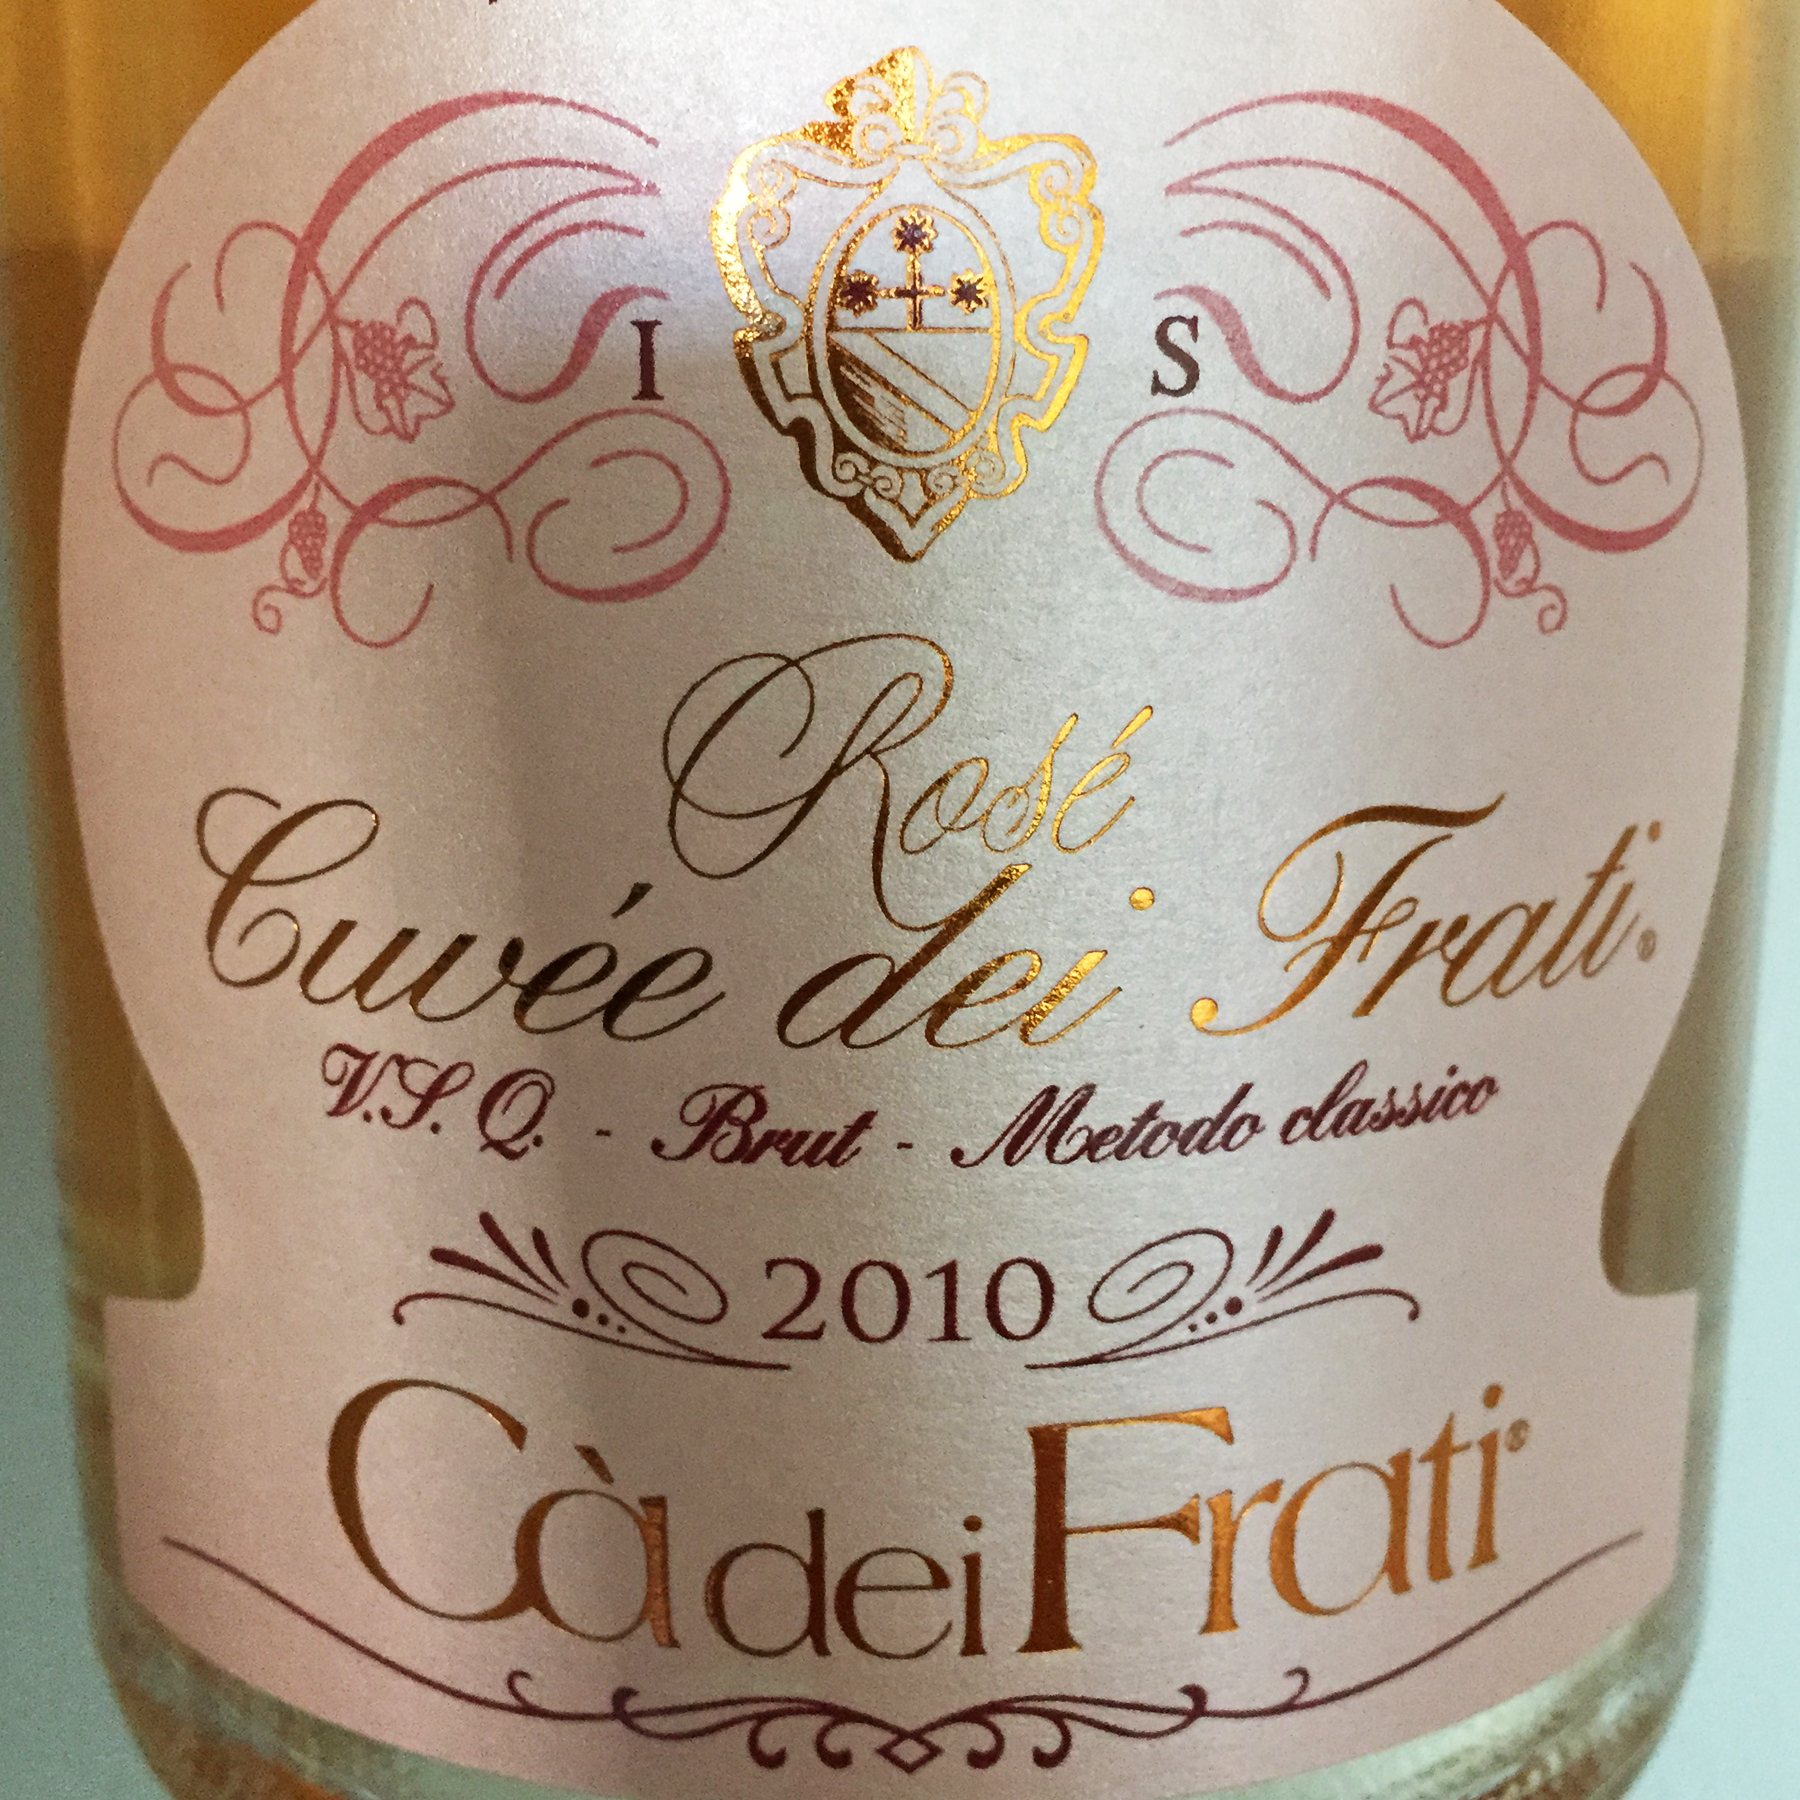 I S
Rosé
Cuvée dei Frati®
V.S.Q. - Brut - Metodo classico
2010
Cà dei Frati®